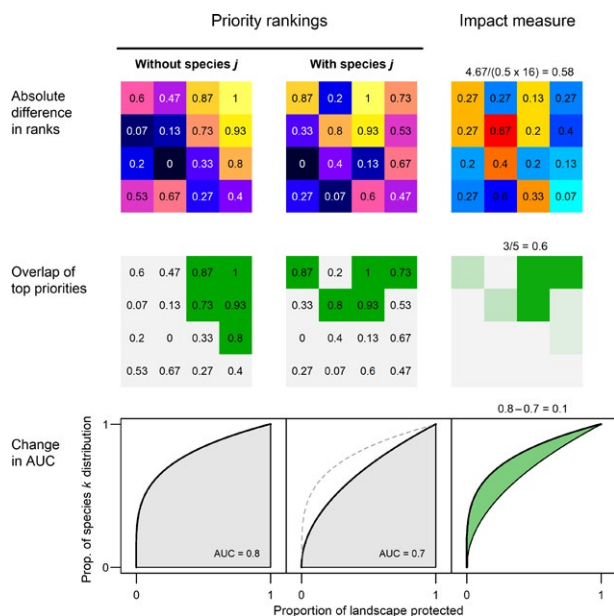 Priority rankings
Impact measure
Without species j
With species j
4.67/(0.5 x 16) = 0.58
Absolute
difference
in ranks
0.6 0.47 0.87 1
0.87 0.2 1 0.73
0.27 0.27 0.13 0.27
0.07 0.13 0.73 0.93
0.33 0.8 0.93 0.53
0.27 0.67 0.2 0.4
0.2 0 0.33 0.8
0 0.4 0.13 0.67
0.2 0.4 0.2 0.13
0.53 0.67 0.27 0.4
0.27 0.07 0.6 0.47
0.27 0.6 0.33 0.07
3/5 = 0.6
Overlap of
top priorities
0.6 0.47 0.87 1
0.87 0.2 1 0.73
0.07 0.13 0.73 0.93
0.33 0.8 0.93 0.53
0.2 0 0.33 0.8
0 0.4 0.13 0.67
0.53 0.67 0.27 0.4
0.27 0.07 0.6 0.47
0.8 – 0.7 = 0.1
Change
in AUC
Prop. of species k distribution
1
0
AUC = 0.8
AUC = 0.7
0 1
0 1
0 1
Proportion of landscape protected